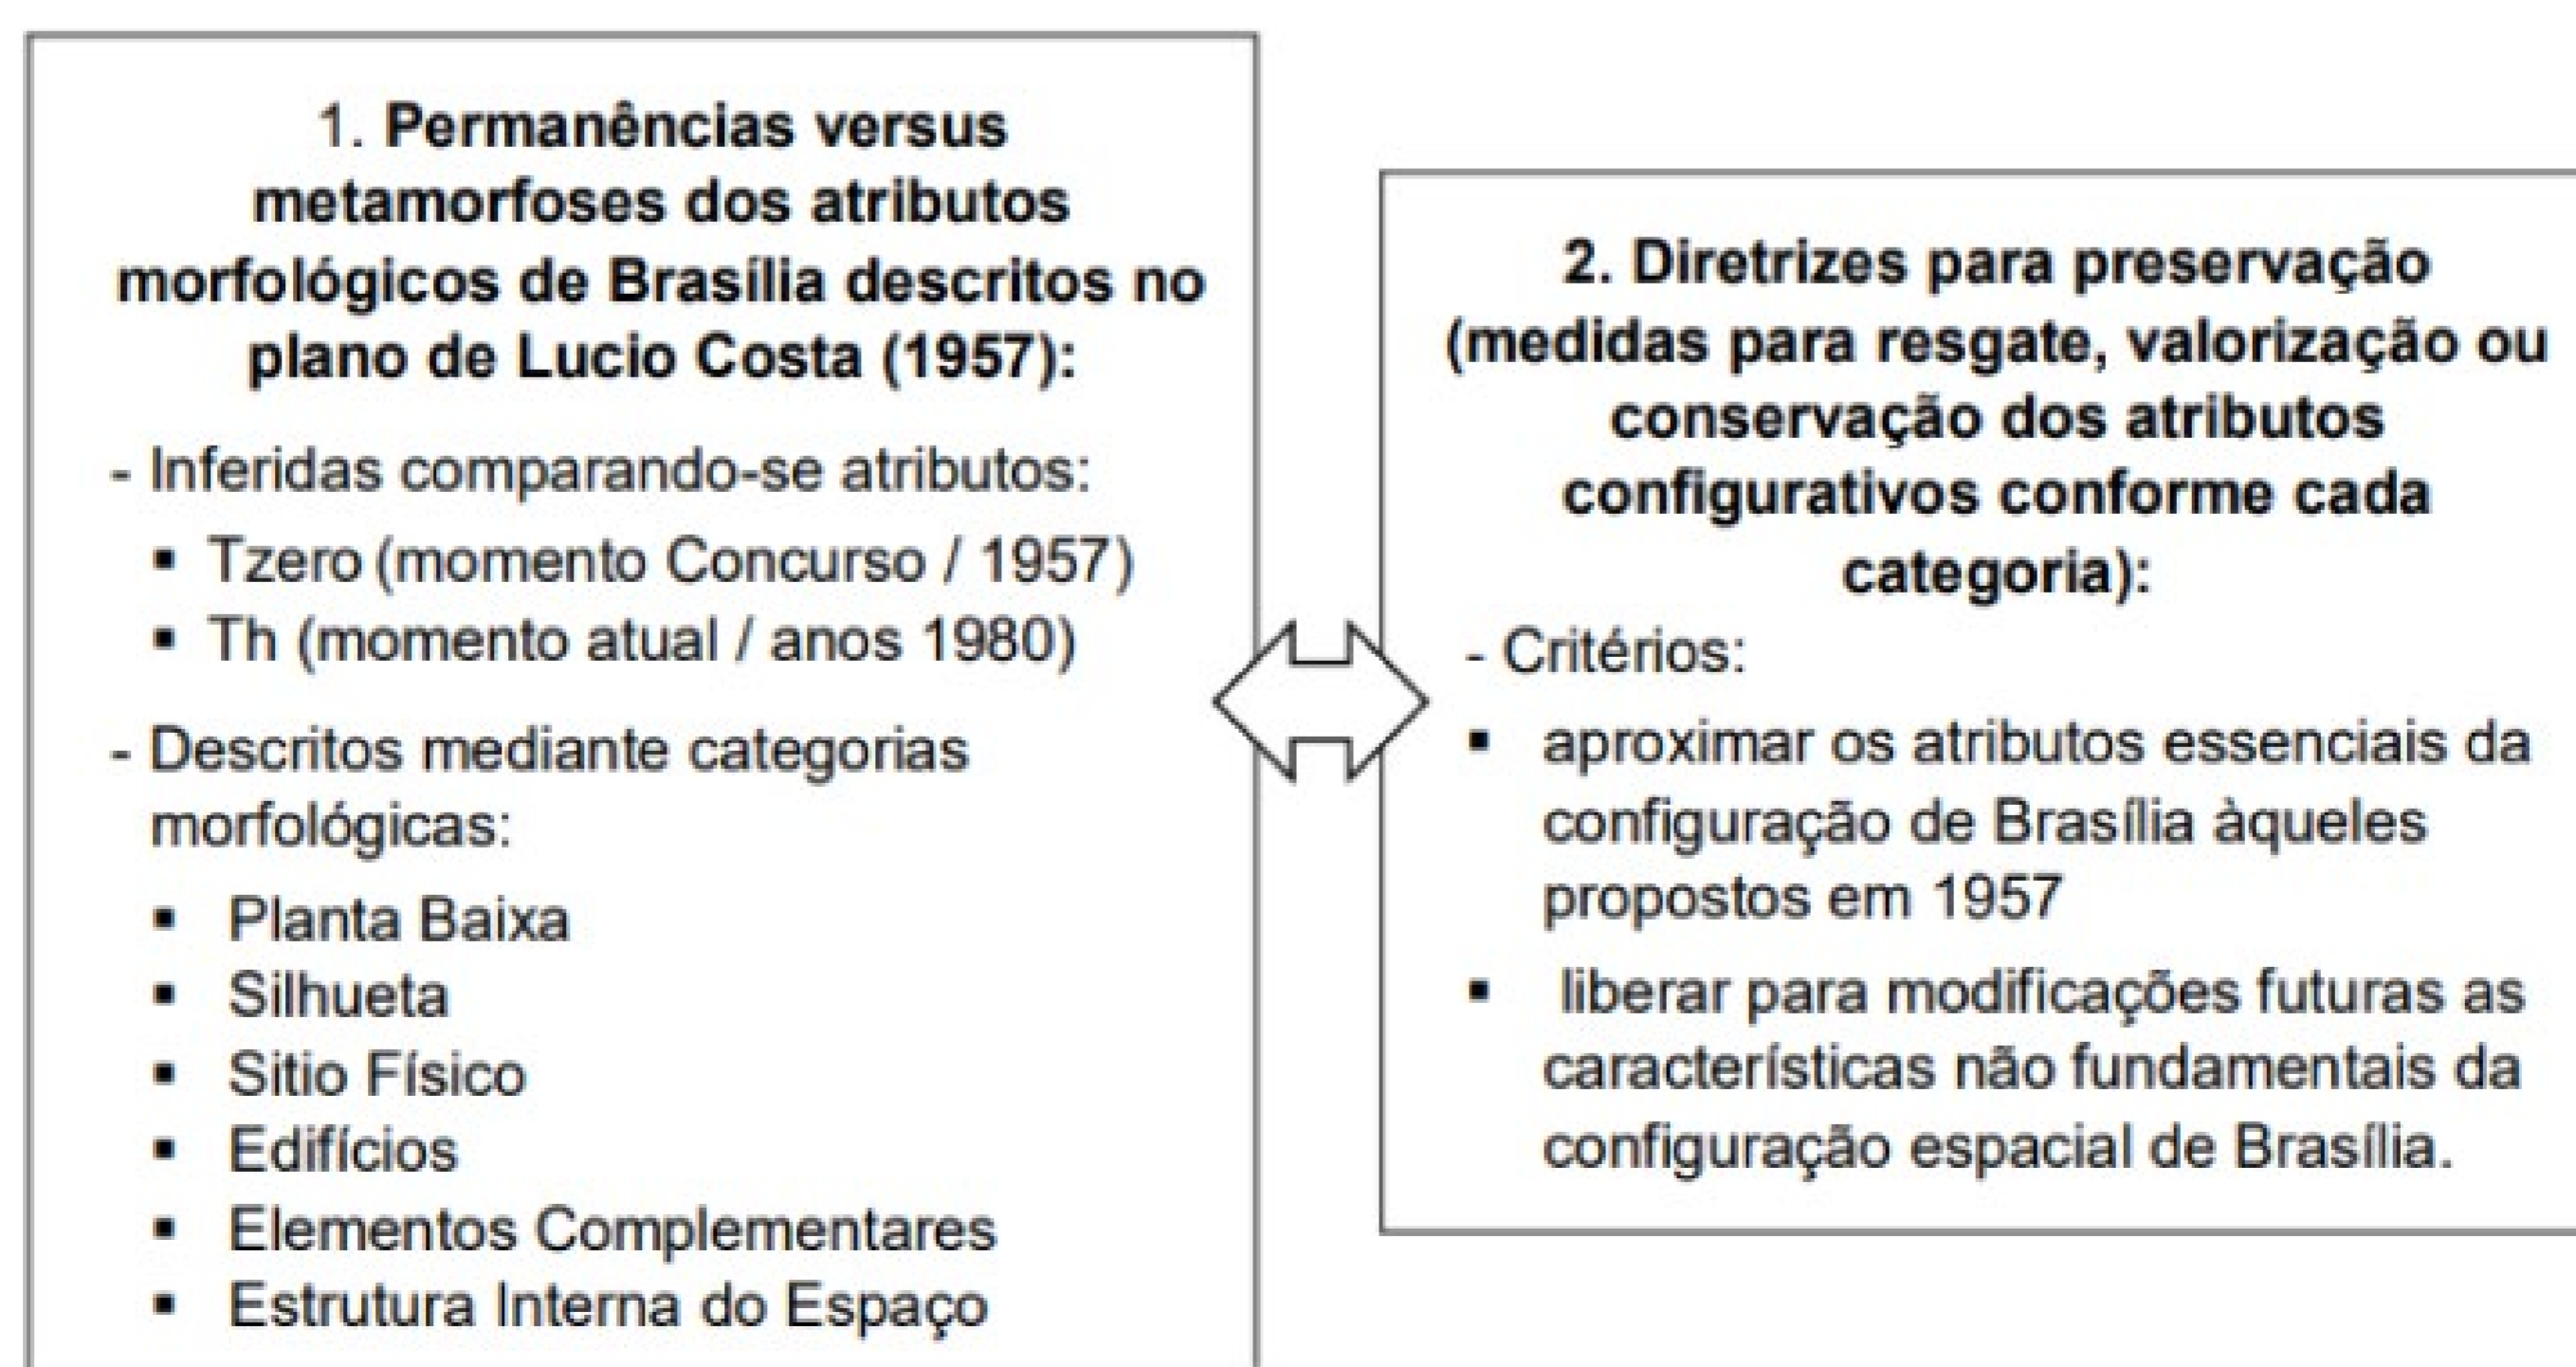 1. Permanências versus
metamorfoses dos atributos
morfológicos de Brasília descritos no
plano de Lucio Costa (1957):
- Inferidas comparando-se atributos:
▪ Tzero (momento Concurso / 1957)
▪ Th (momento atual / anos 1980)
- Descritos mediante categorias
morfológicas:
▪ Planta Baixa
▪ Silhueta
▪ Sitio Físico
▪ Edifícios
▪ Elementos Complementares
▪ Estrutura Interna do Espaço
2. Diretrizes para preservação
(medidas para resgate, valorização ou
conservação dos atributos
configurativos conforme cada
categoria):
- Critérios:
▪ aproximar os atributos essenciais da
configuração de Brasília àqueles
propostos em 1957
▪ liberar para modificações futuras as
características não fundamentais da
configuração espacial de Brasília.